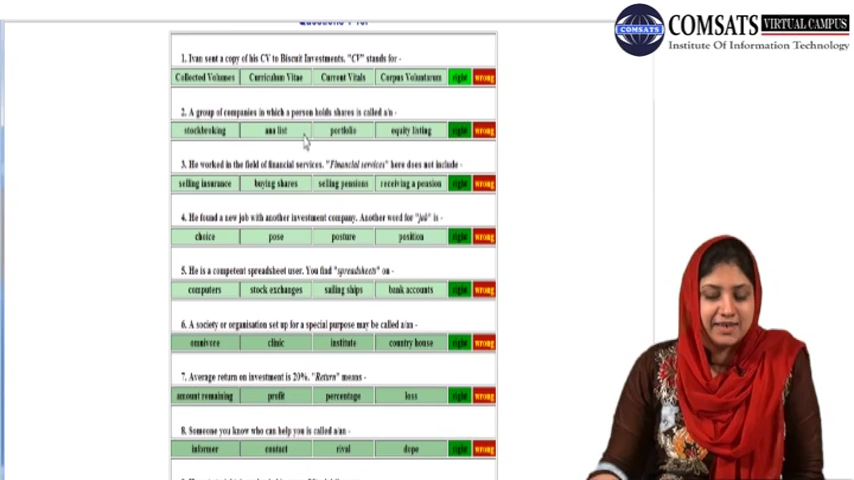 COMSATS VIRTUAL CAMPUS
Institute Of Information Technology
1. Ivan sent a copy of his CV to Biscuit Investments. "CV" stands for -
Collected Volumes Curriculum Vitae Current Vitals Corpus Voluntarum right wrong
2. A group of companies in which a person holds shares is called a/n -
stockbroking ana list portfolio equity listing right wrong
3. He worked in the field of financial services. "Financial services" here does not include -
selling insurance buying shares selling pensions receiving a pension right wrong
4. He found a new job with another investment company. Another word for "job" is -
choice pose posture position right wrong
5. He is a competent spreadsheet user. You find "spreadsheets" on -
computers stock exchanges sailing ships bank accounts right wrong
6. A society or organisation set up for a special purpose may be called a/an -
omnivore clinic institute country house right wrong
7. Average return on investment is 20%. "Return" means -
amount remaining profit percentage loss right wrong
8. Someone you know who can help you is called a/an -
informer contact rival dope right wrong